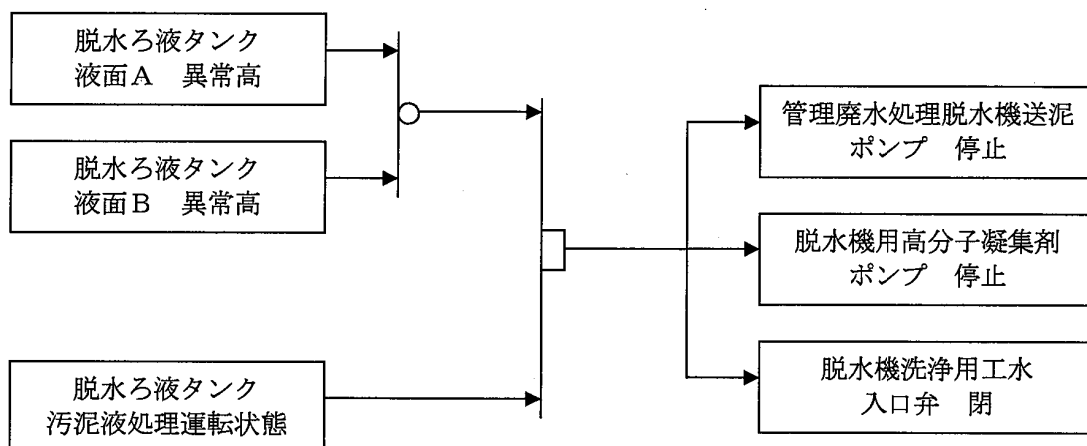 脱水ろ液タンク
液面A 異常高
脱水ろ液タンク
液面B 異常高
脱水ろ液タンク
汚泥液処理運転状態
管理廃水処理脱水機送泥
ポンプ 停止
脱水機用高分子凝集剤
ポンプ 停止
脱水機洗浄用工水
入口弁 閉